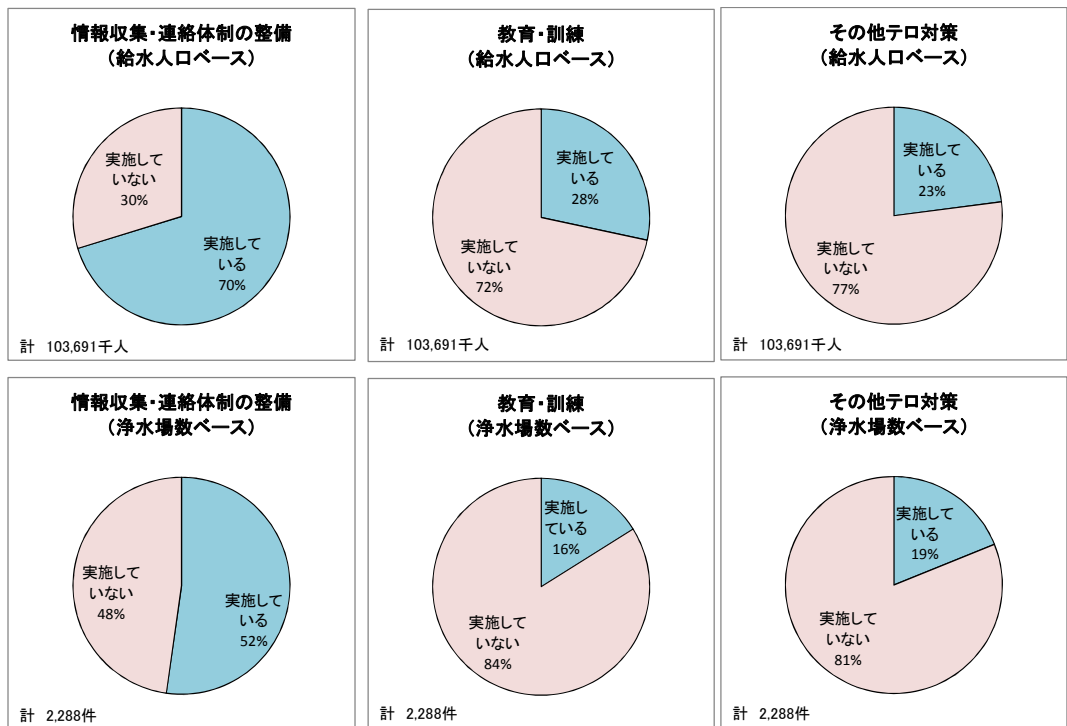 情報収集・連絡体制の整備
(給水人口ベース)
実施して
いない
30%
実施して
いる
70%
計 103,691千人
教育・訓練
(給水人口ベース)
実施して
いる
28%
実施して
いない
72%
計 103,691千人
その他テロ対策
(給水人口ベース)
実施して
いる
23%
実施して
いない
77%
計 103,691千人
情報収集・連絡体制の整備
(浄水場数ベース)
実施して
いない
48%
実施して
いる
52%
計 2,288件
教育・訓練
(浄水場数ベース)
実施し
ている
16%
実施して
いない
84%
計 2,288件
その他テロ対策
(浄水場数ベース)
実施して
いる
19%
実施して
いない
81%
計 2,288件